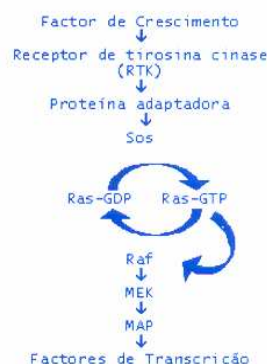 Factor de Crescimento
Receptor de tirosina cinase
(RTK)
Proteína adaptadora
Sos
Ras-GDP Ras-GTP
Raf
MEK
MAP
Factores de Transcrição